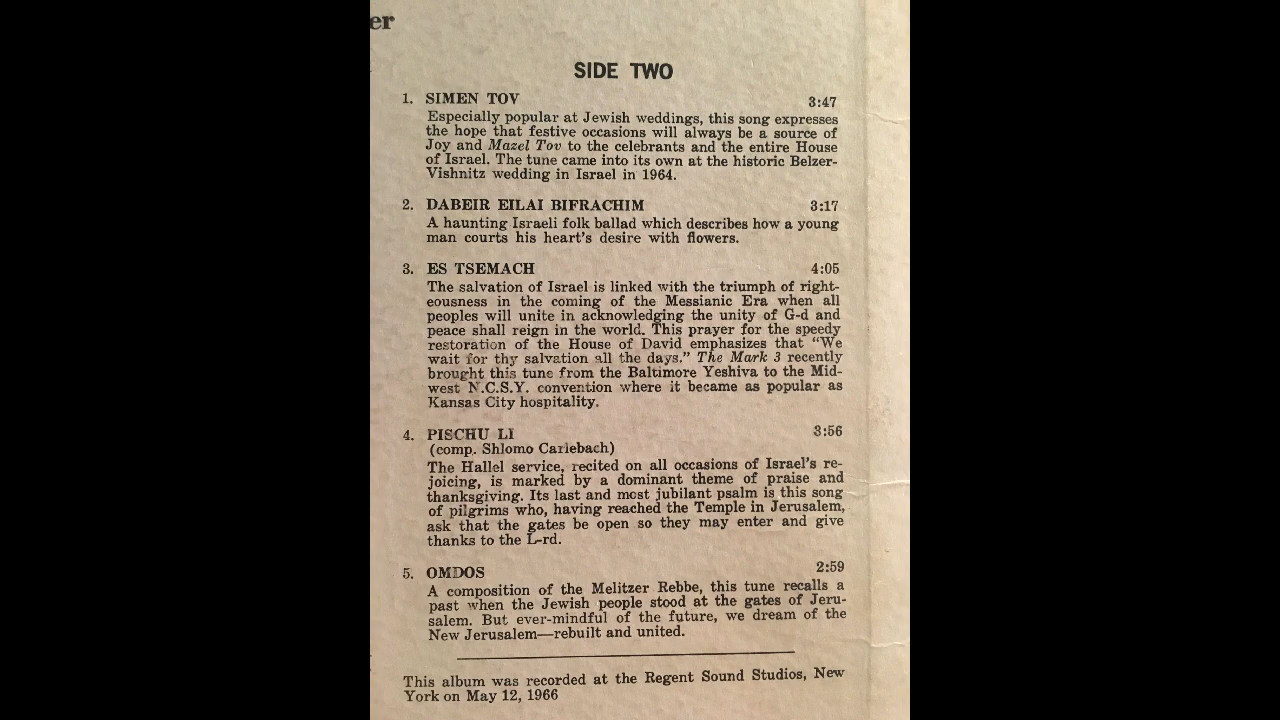 er
SIDE TWO
1. SIMEN TOV 3:47
Especially popular at Jewish weddings, this song expresses
the hope that festive occasions will always be a source of
Joy and Mazel Tov to the celebrants and the entire House
of Israel. The tune came into its own at the historic Belzer-
Vishnitz wedding in Israel in 1964.
2. DABEIR EILAI BIFRACHIM 3:17
A haunting Israeli folk ballad which describes how a young
man courts his heart's desire with flowers.
3. ES TSEMACH 4:05
The salvation of Israel is linked with the triumph of right-
eousness in the coming of the Messianic Era when all
peoples will unite in acknowledging the unity of G-d and
peace shall reign in the world. This prayer for the speedy
restoration of the House of David emphasizes that "We
wait for thy salvation all the days." The Mark 3 recently
brought this tune from the Baltimore Yeshiva to the Mid-
west N.C.S.Y. convention where it became as popular as
Kansas City hospitality.
4. PISCHU LI 3:56
(comp. Shlomo Carlebach)
The Hallel service, recited on all occasions of Israel's re-
joicing, is marked by a dominant theme of praise and
thanksgiving. Its last and most jubilant psalm is this song
of pilgrims who, having reached the Temple in Jerusalem,
ask that the gates be open so they may enter and give
thanks to the L-rd.
5. OMDOS 2:59
A composition of the Melitzer Rebbe, this tune recalls a
past when the Jewish people stood at the gates of Jeru-
salem. But ever-mindful of the future, we dream of the
New Jerusalem—rebuilt and united.
This album was recorded at the Regent Sound Studios, New
York on May 12, 1966